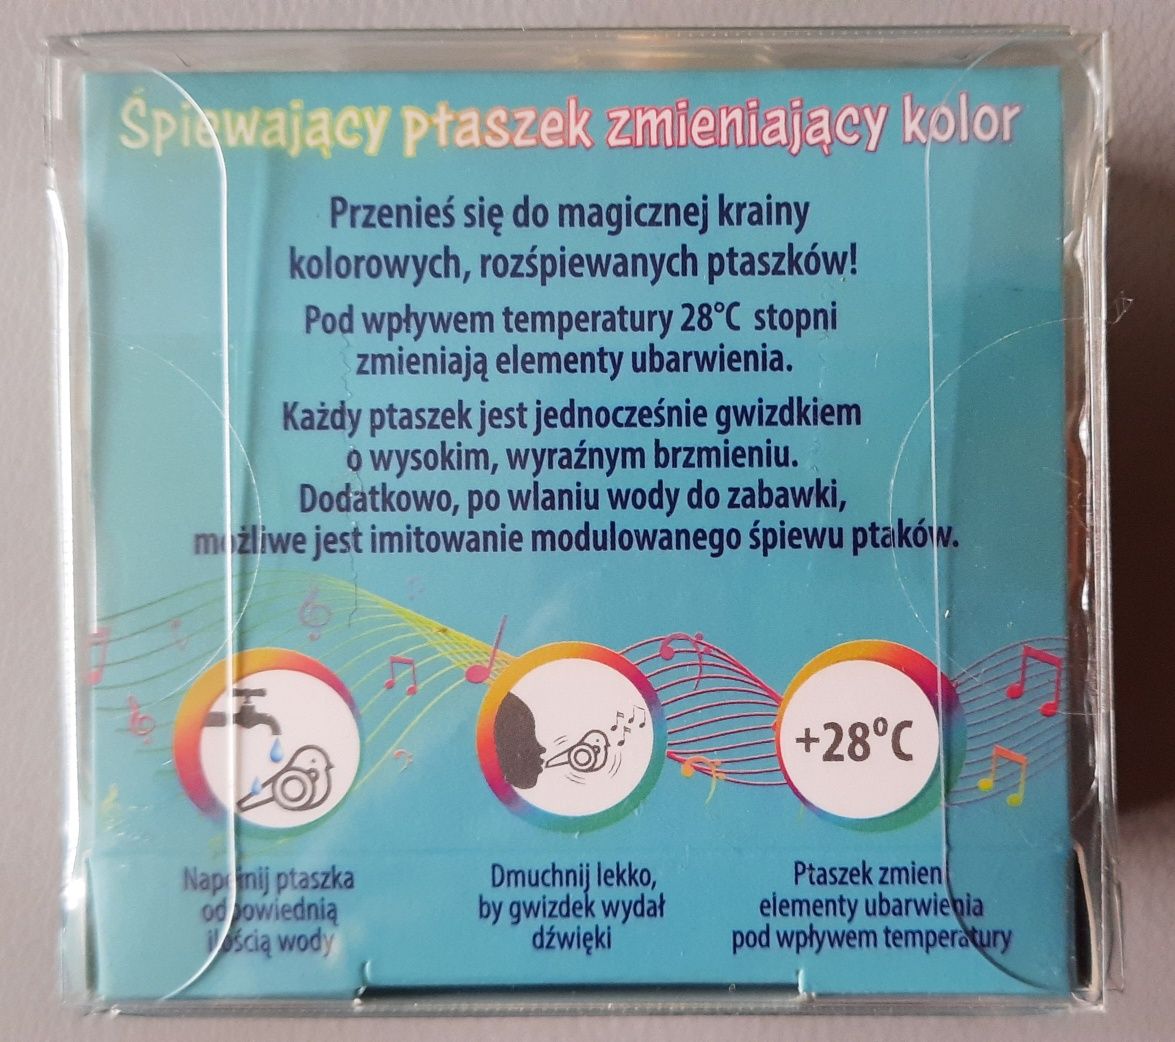 Śpiewający ptaszek zmieniający kolor
Przenieś się do magicznej krainy
kolorowych, rozśpiewanych ptaszków!
Pod wpływem temperatury 28°C stopni
zmieniają elementy ubarwienia.
Każdy ptaszek jest jednocześnie gwizdkiem
o wysokim, wyraźnym brzmieniu.
Dodatkowo, po wlaniu wody do zabawki,
możliwe jest imitowanie modulowanego śpiewu ptaków.
+28°C
Napełnij ptaszka
odpowiednią
ilością wody
Dmuchnij lekko,
by gwizdek wydał
dźwięki
Ptaszek zmieni
elementy ubarwienia
pod wpływem temperatury